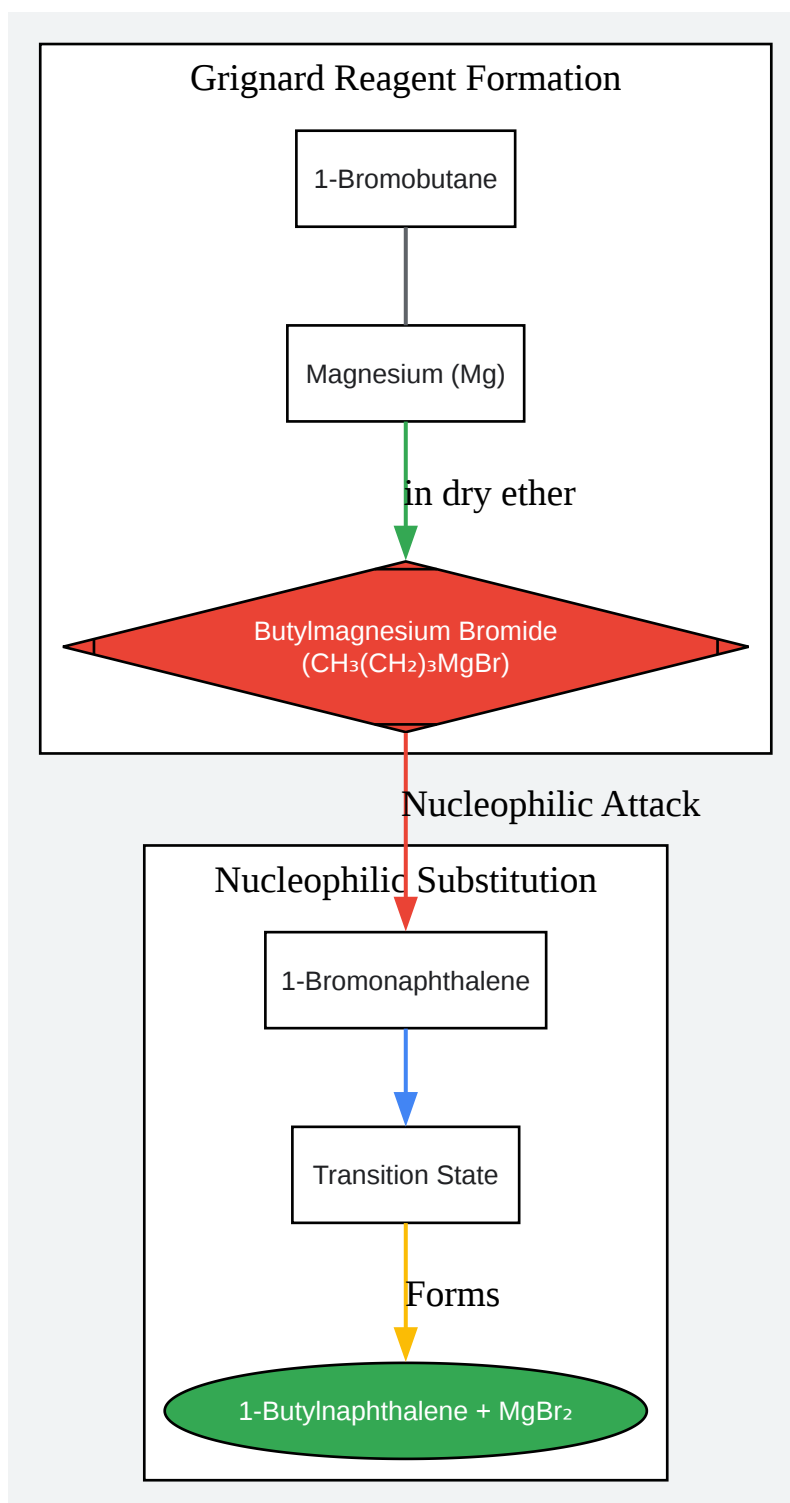 Grignard Reagent Formation
1-Bromobutane
Magnesium (Mg)
in dry ether
Butylmagnesium Bromide
(CH₃(CH₂)₃MgBr)
Nucleophilic Attack
Nucleophilic Substitution
1-Bromonaphthalene
Transition State
Forms
1-Butylnaphthalene + MgBr₂